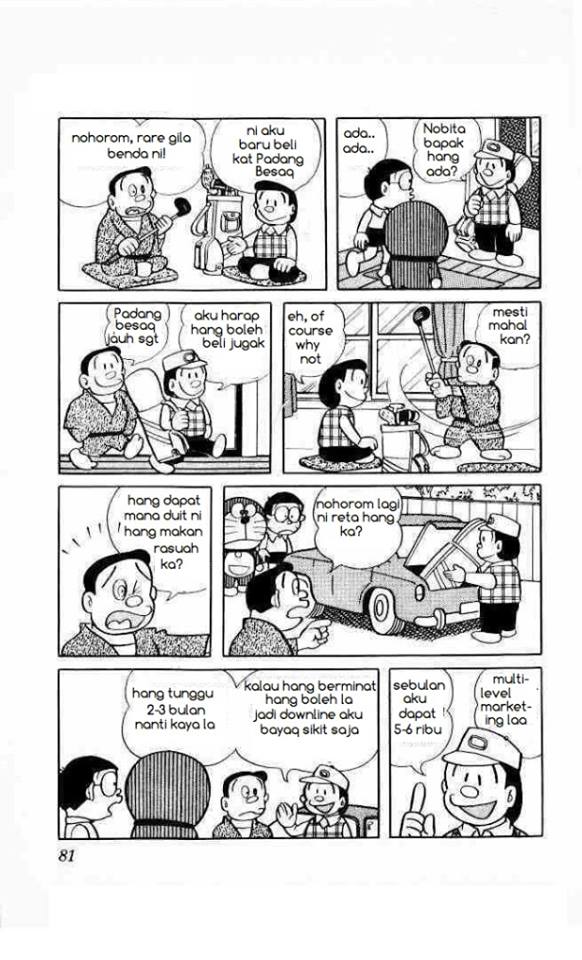 Nobita
bapak
hang
ada?
ada..
ada..
ni aku
baru beli
kat Padang
Besaq
nohorom, rare gila
benda ni!
mesti
mahal
kan?
eh, of
course
why
not
aku harap
hang boleh
beli jugak
Padang
besaq
jauh sgt
nohorom lagi
ni reta hang
ka?
hang dapat
mana duit ni
hang makan
rasuah
ka?
multi-
level
market-
ing laa
sebulan
aku
dapat
5-6 ribu
kalau hang berminat
hang boleh la
jadi downline aku
bayaq sikit saja
hang tunggu
2-3 bulan
nanti kaya la
81